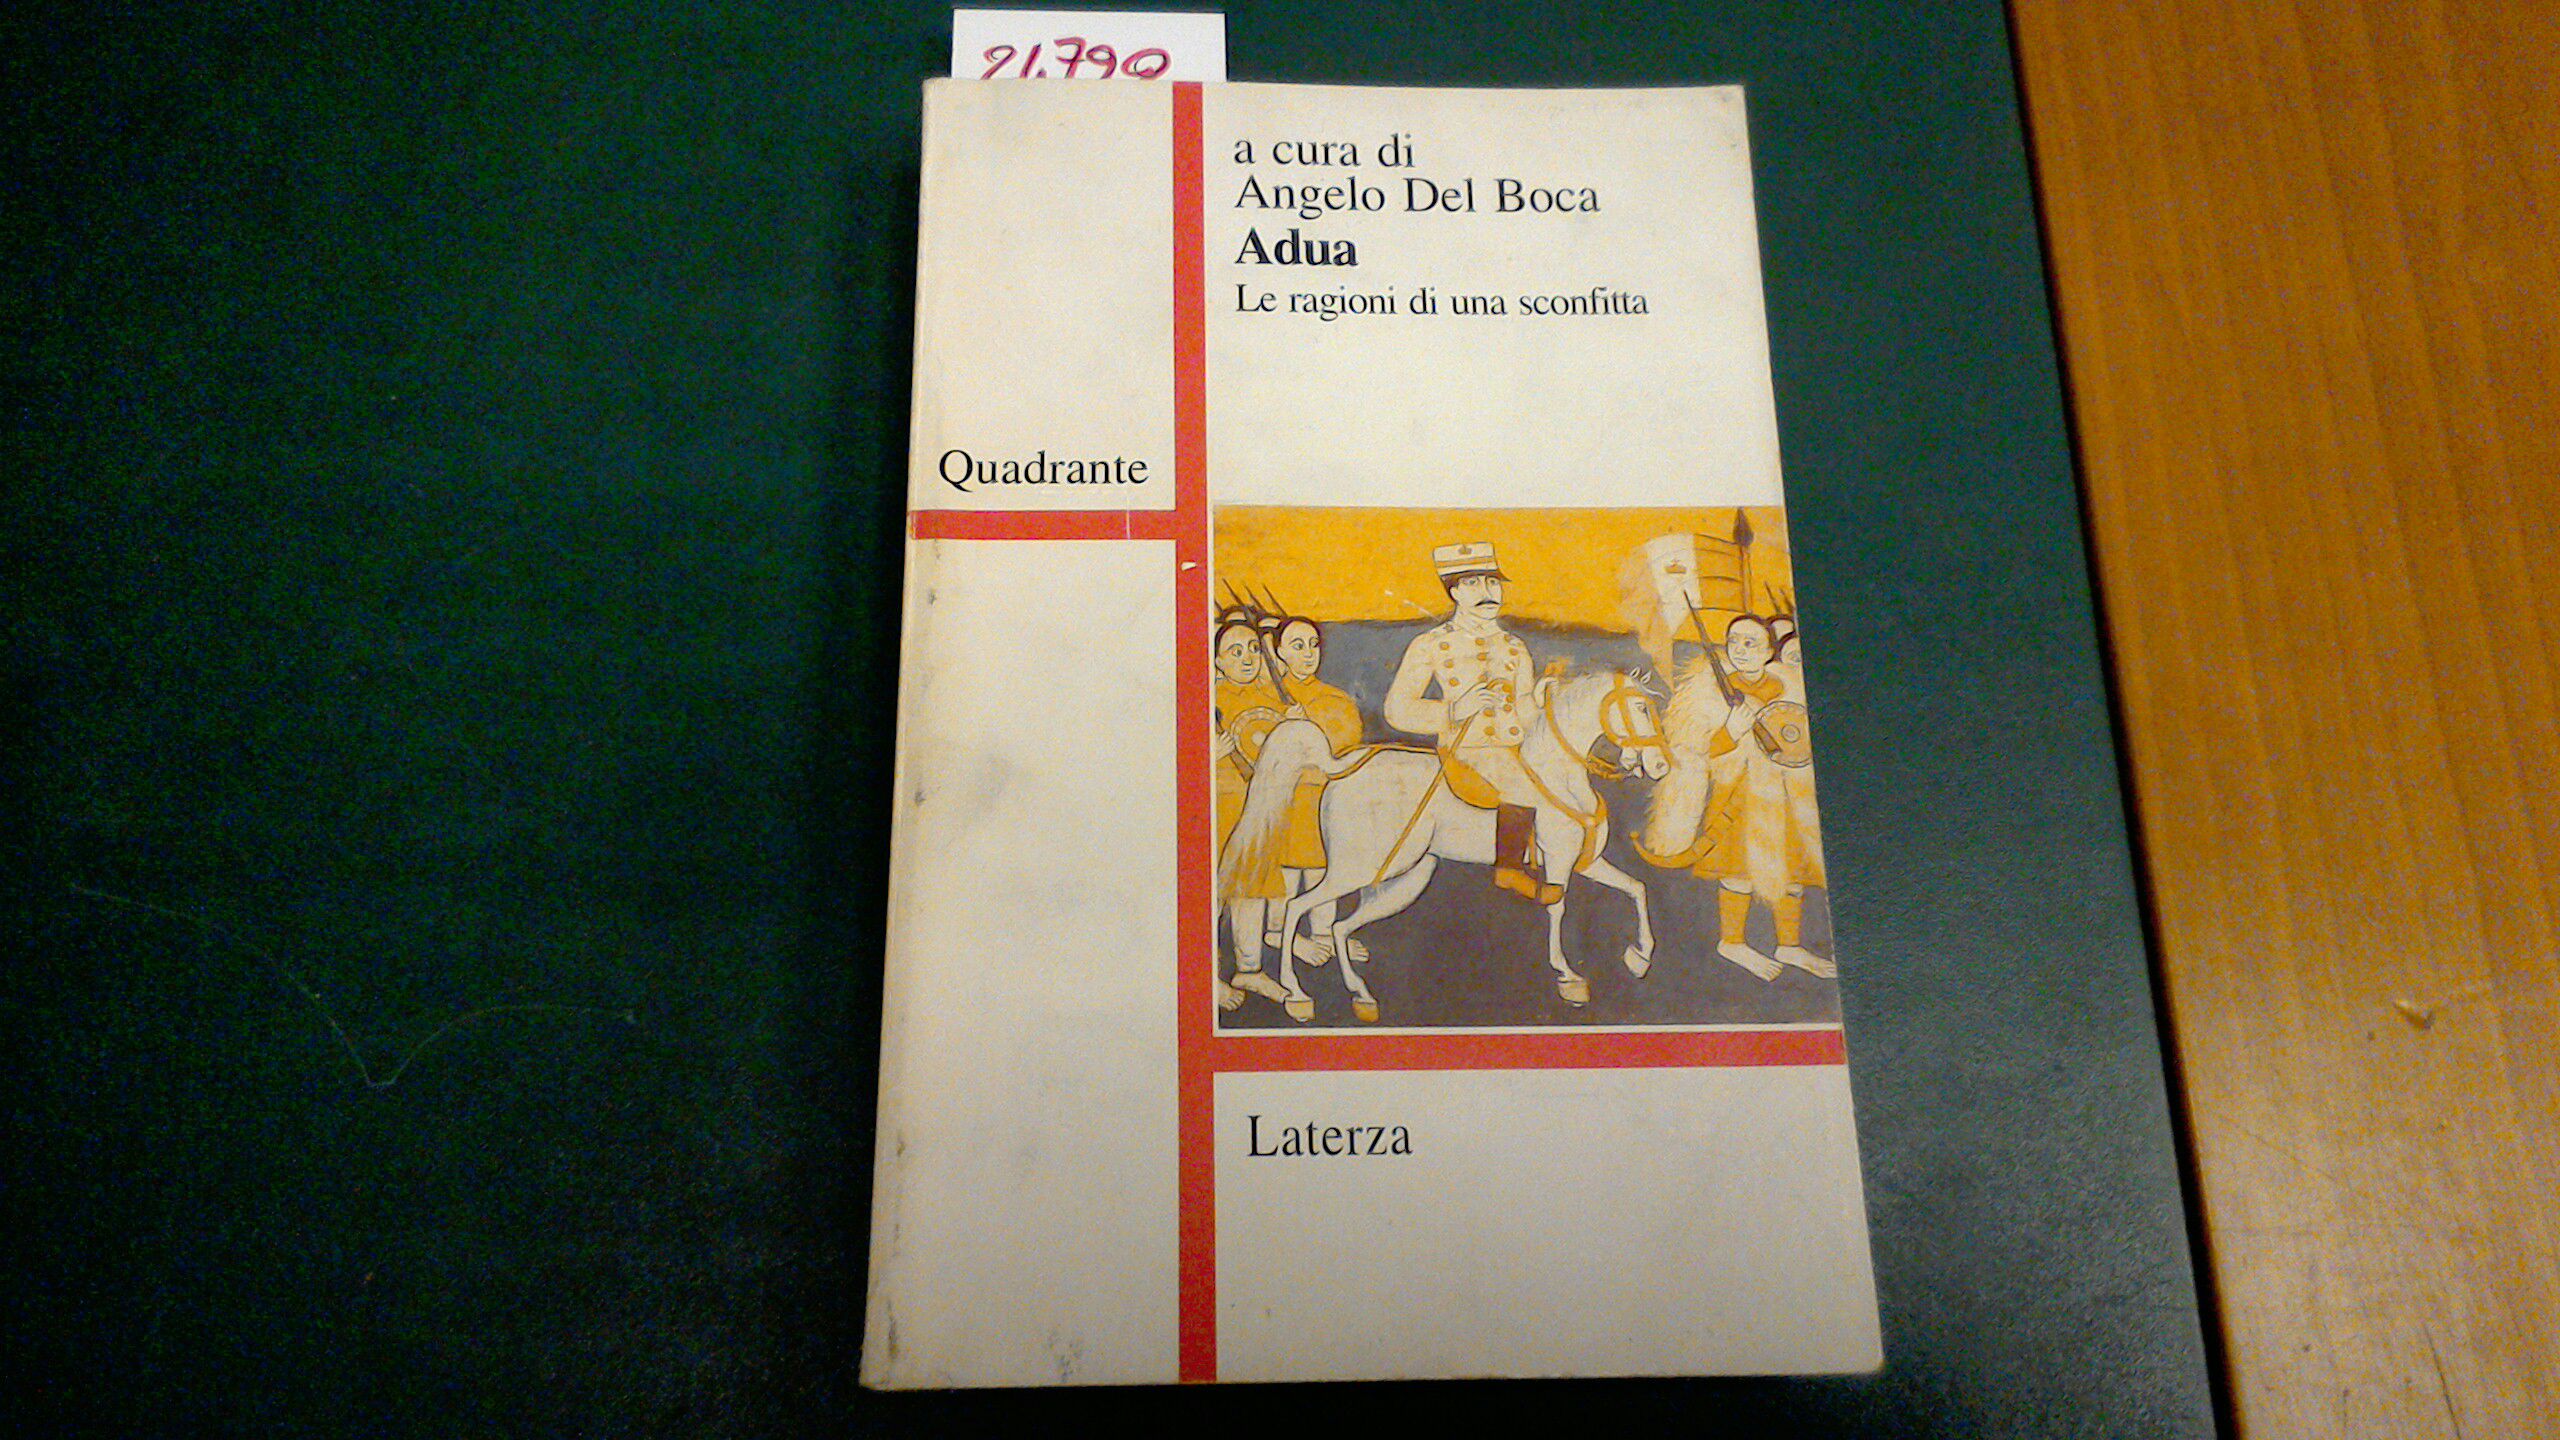 21.790
a cura di
Angelo Del Boca
Adua
Le ragioni di una sconfitta
Quadrante
Laterza